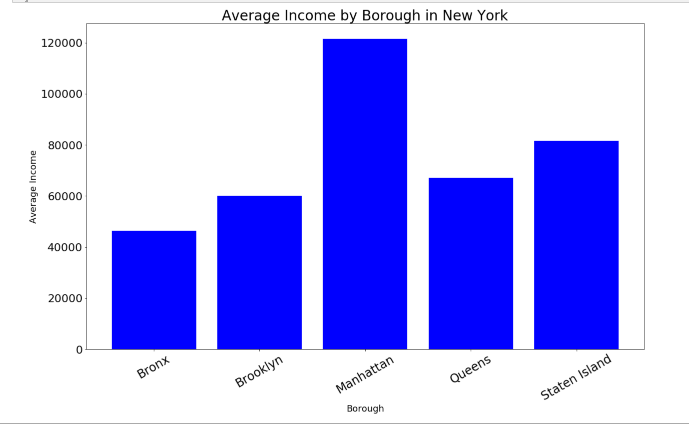 Average Income by Borough in New York
120000
100000
80000
60000
40000
20000
0
Average Income
Bronx
Brooklyn
Manhattan
Queens
Staten Island
Borough